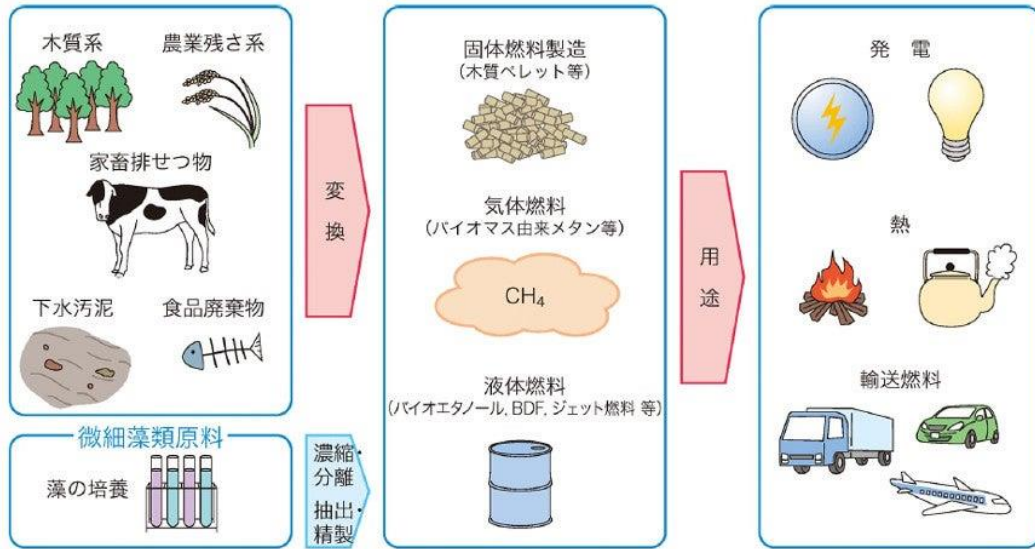 木質系
農業残さ系
家畜排せつ物
下水汚泥
食品廃棄物
微細藻類原料
藻の培養
変換
濃縮・
分離
抽出・
精製
固体燃料製造
(木質ペレット等)
気体燃料
(バイオマス由来メタン等)
CH₄
液体燃料
(バイオエタノール, BDF, ジェット燃料 等)
用途
発 電
熱
輸送燃料